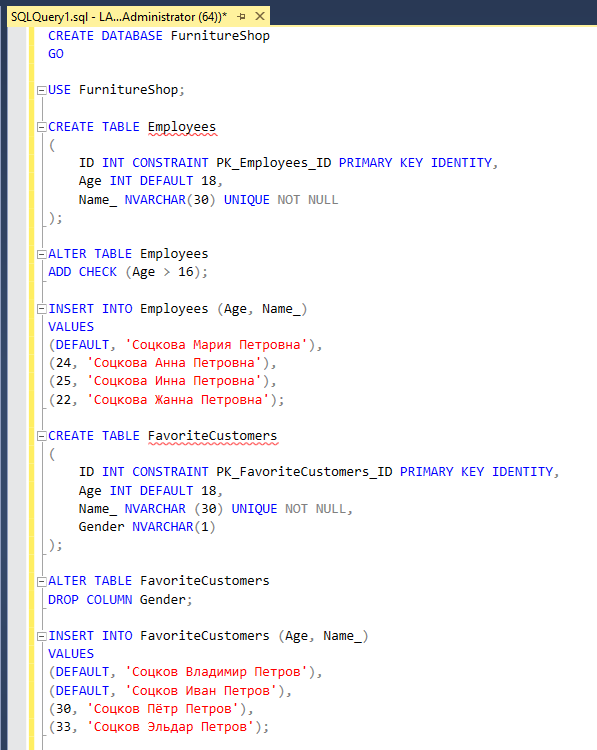 SQLQuery1.sql - LA...Administrator (64))*
CREATE DATABASE FurnitureShop
GO
USE FurnitureShop;
CREATE TABLE Employees
(
ID INT CONSTRAINT PK_Employees_ID PRIMARY KEY IDENTITY,
Age INT DEFAULT 18,
Name_ NVARCHAR(30) UNIQUE NOT NULL
);
ALTER TABLE Employees
ADD CHECK (Age > 16);
INSERT INTO Employees (Age, Name_)
VALUES
(DEFAULT, 'Соцкова Мария Петровна'),
(24, 'Соцкова Анна Петровна'),
(25, 'Соцкова Инна Петровна'),
(22, 'Соцкова Жанна Петровна');
CREATE TABLE FavoriteCustomers
(
ID INT CONSTRAINT PK_FavoriteCustomers_ID PRIMARY KEY IDENTITY,
Age INT DEFAULT 18,
Name_ NVARCHAR (30) UNIQUE NOT NULL,
Gender NVARCHAR(1)
);
ALTER TABLE FavoriteCustomers
DROP COLUMN Gender;
INSERT INTO FavoriteCustomers (Age, Name_)
VALUES
(DEFAULT, 'Соцков Владимир Петров'),
(DEFAULT, 'Соцков Иван Петров'),
(30, 'Соцков Пётр Петров'),
(33, 'Соцков Эльдар Петров');